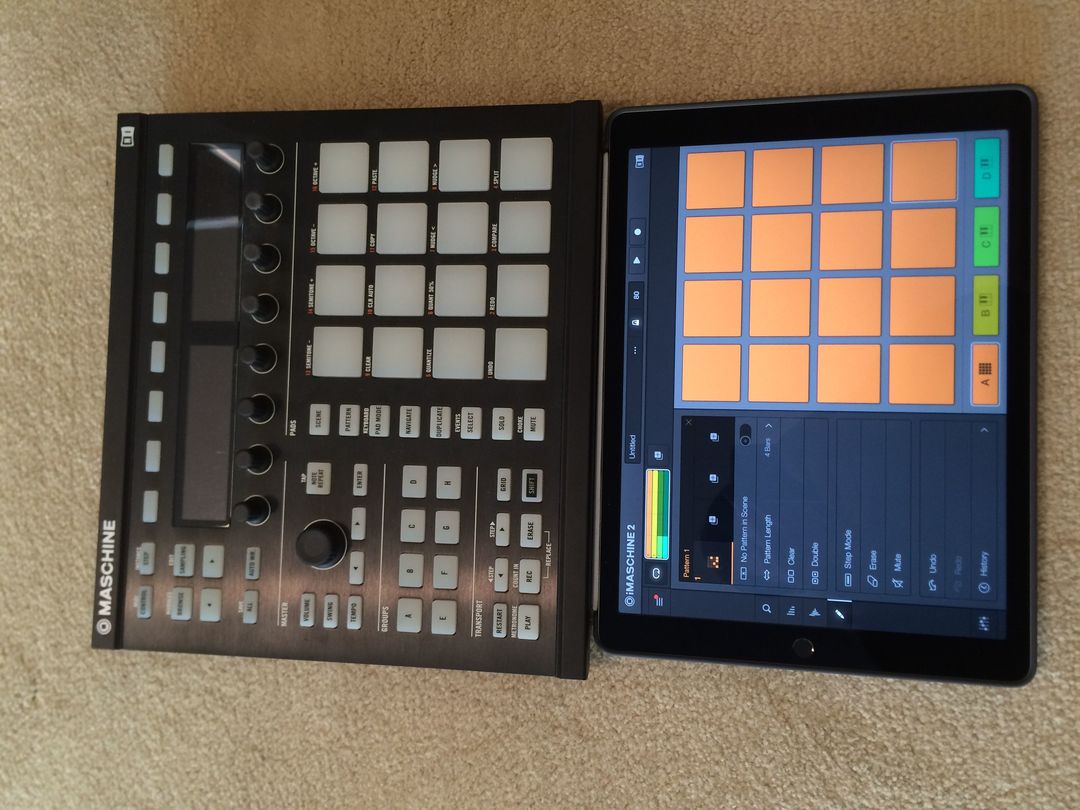 MASCHINE
CONTROL
STEP
BROWSE
SAMPLING
EDIT
SAVE
ALL
AUTO WR.
MASTER
VOLUME
SWING
TEMPO
TAP
NOTE REPEAT
ENTER
GROUPS
A B C D
E F G H
TRANSPORT
◀STEP STEP▶
RESTART
GRID
METRONOME
COUNT IN
PLAY REC ERASE SHIFT
REPLACE
PADS
SCENE
PATTERN
KEYBOARD
PAD MODE
NAVIGATE
DUPLICATE
EVENTS
SELECT
SOLO
CHOKE
MUTE
13 SEMITONE - 14 SEMITONE + 15 OCTAVE - 16 OCTAVE +
9 CLEAR 10 CLR AUTO 11 COPY 12 PASTE
5 QUANTIZE 6 QUANT 50% 7 NUDGE < 8 NUDGE >
1 UNDO 2 REDO 3 COMPARE 4 SPLIT
iMASCHINE 2
Untitled ... 80
Pattern 1
1
No Pattern in Scene
Pattern Length 4 Bars
Clear
Double
Step Mode
Erase
Mute
Undo
Redo
History
A B C D